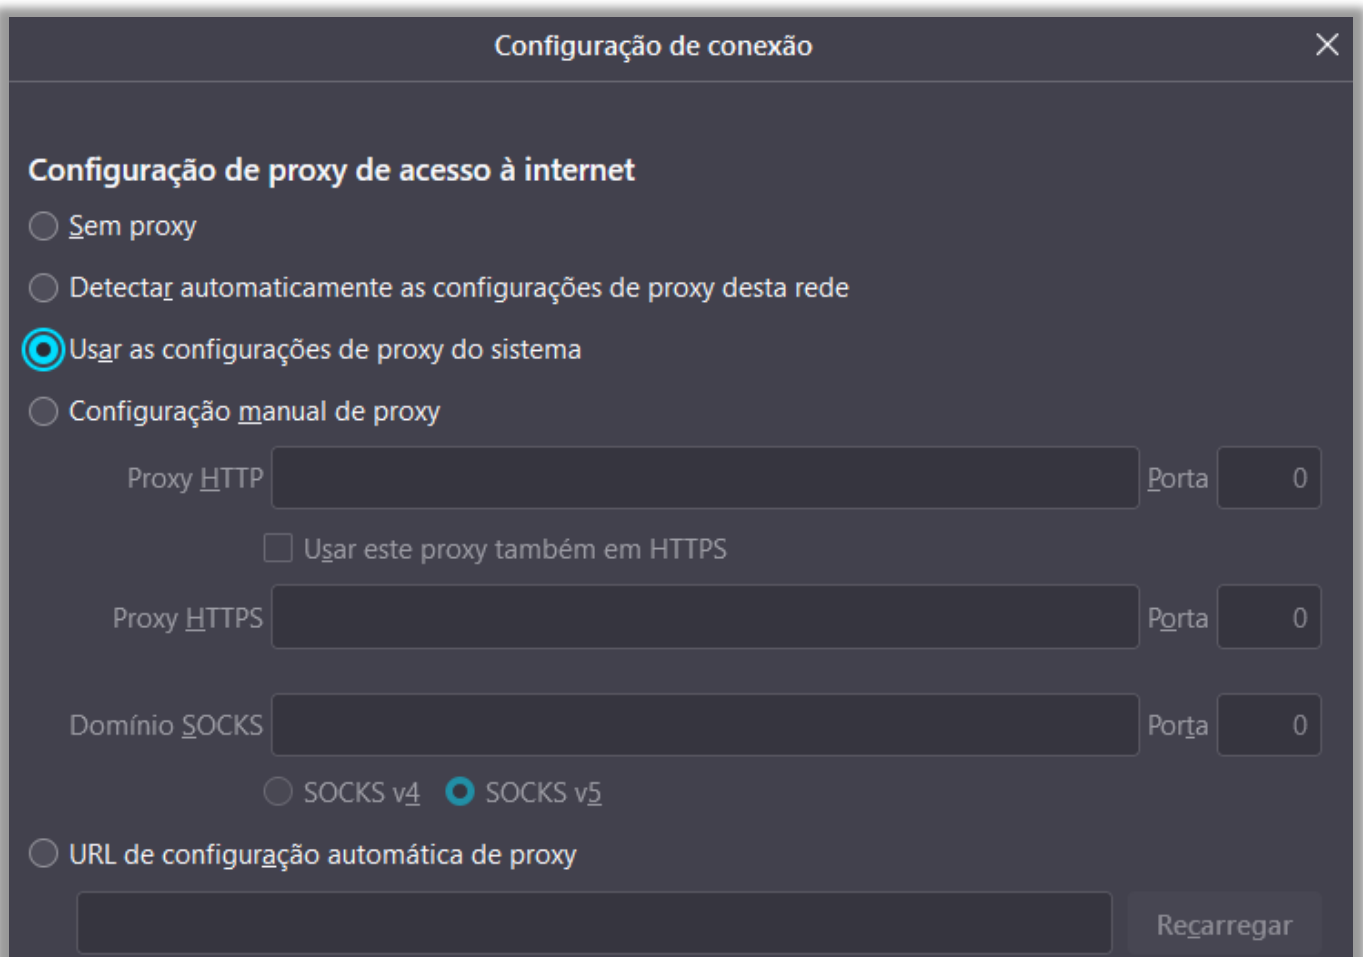 Configuração de conexão
Configuração de proxy de acesso à internet
Sem proxy
Detectar automaticamente as configurações de proxy desta rede
Usar as configurações de proxy do sistema
Configuração manual de proxy
Proxy HTTP Porta 0
Usar este proxy também em HTTPS
Proxy HTTPS Porta 0
Domínio SOCKS Porta 0
SOCKS v4 SOCKS v5
URL de configuração automática de proxy
Recarregar